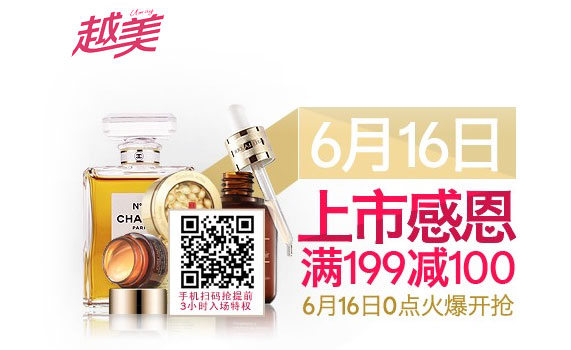 越美
6月16日
上市感恩
满199减100
6月16日0点火爆开抢
N°
CHA
PARIS
手机扫码抢提前
3小时入场特权